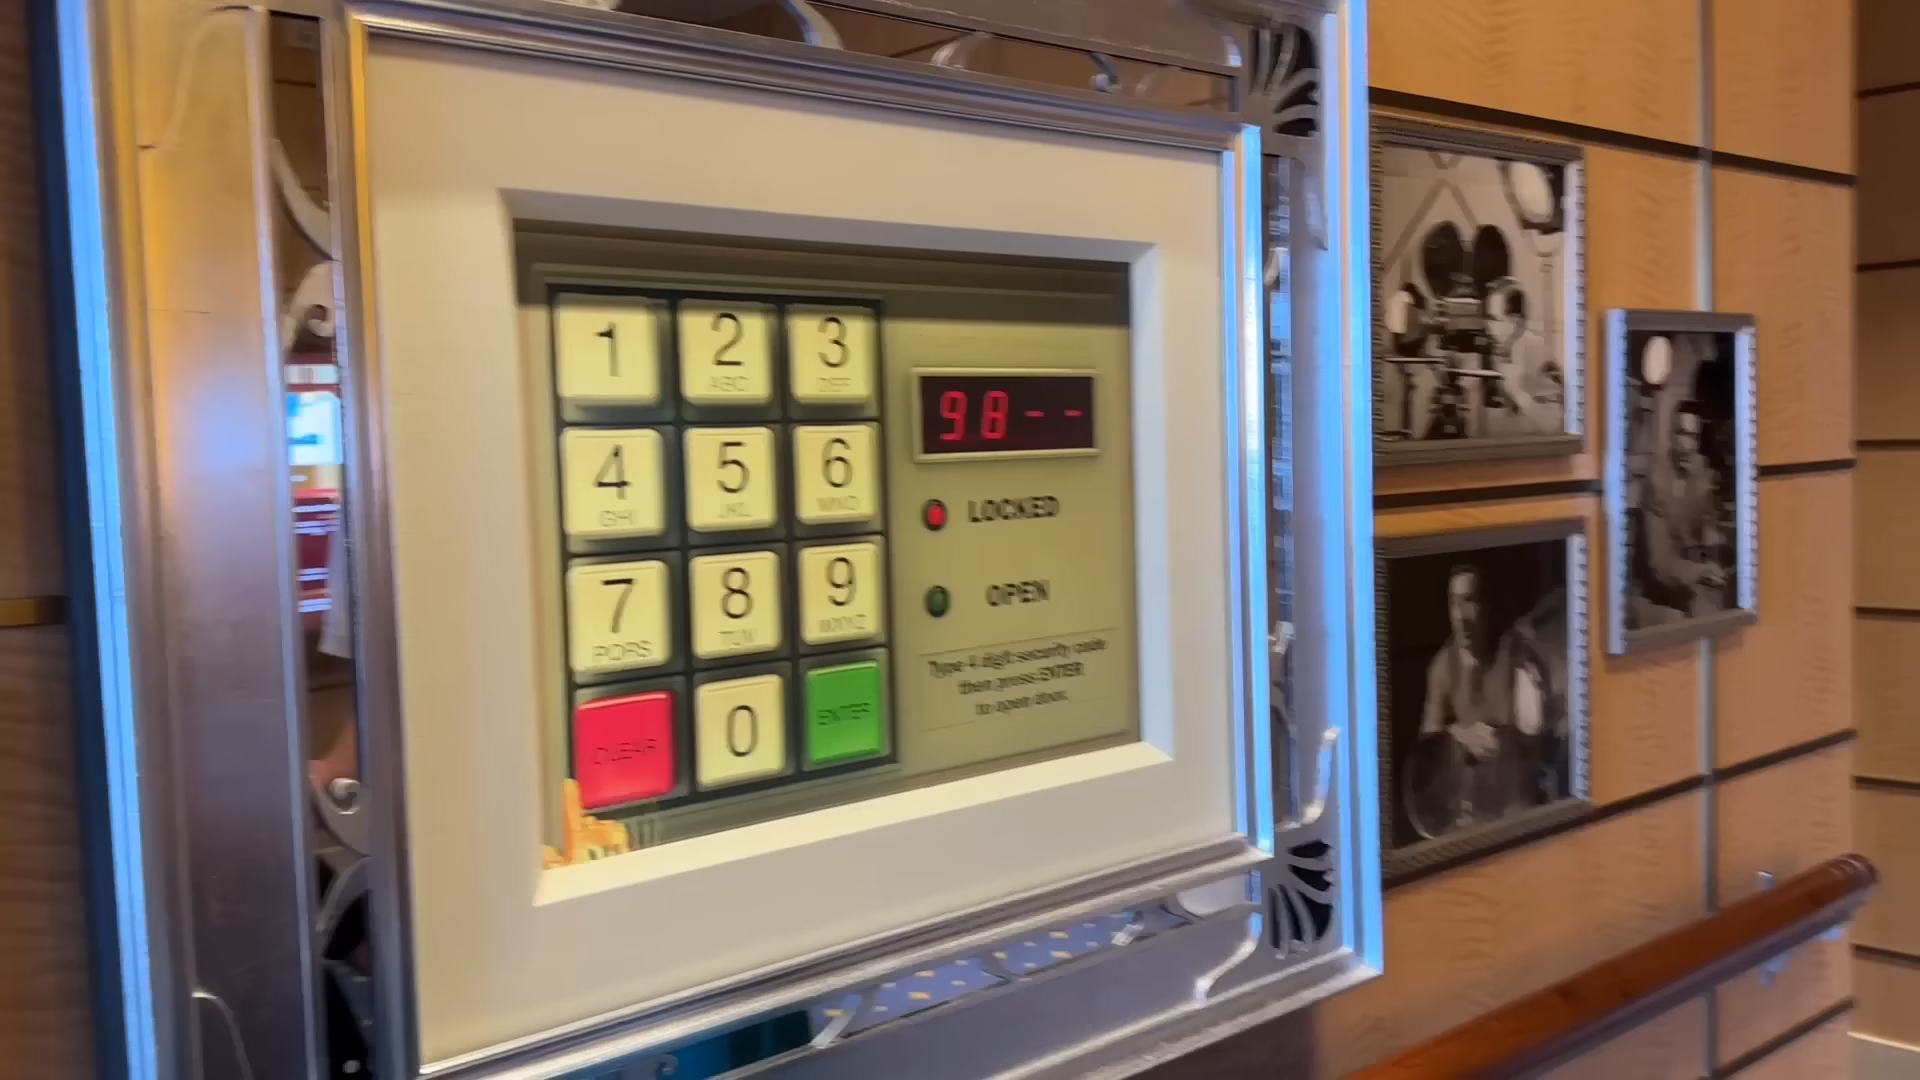 1
2
ABC
3
DEF
98--
4
GHI
5
JKL
6
MNO
LOCKED
7
PQRS
8
TUV
9
WXYZ
OPEN
CLEAR
0
ENTER
Type 4 digit security code
then press ENTER
to open door.